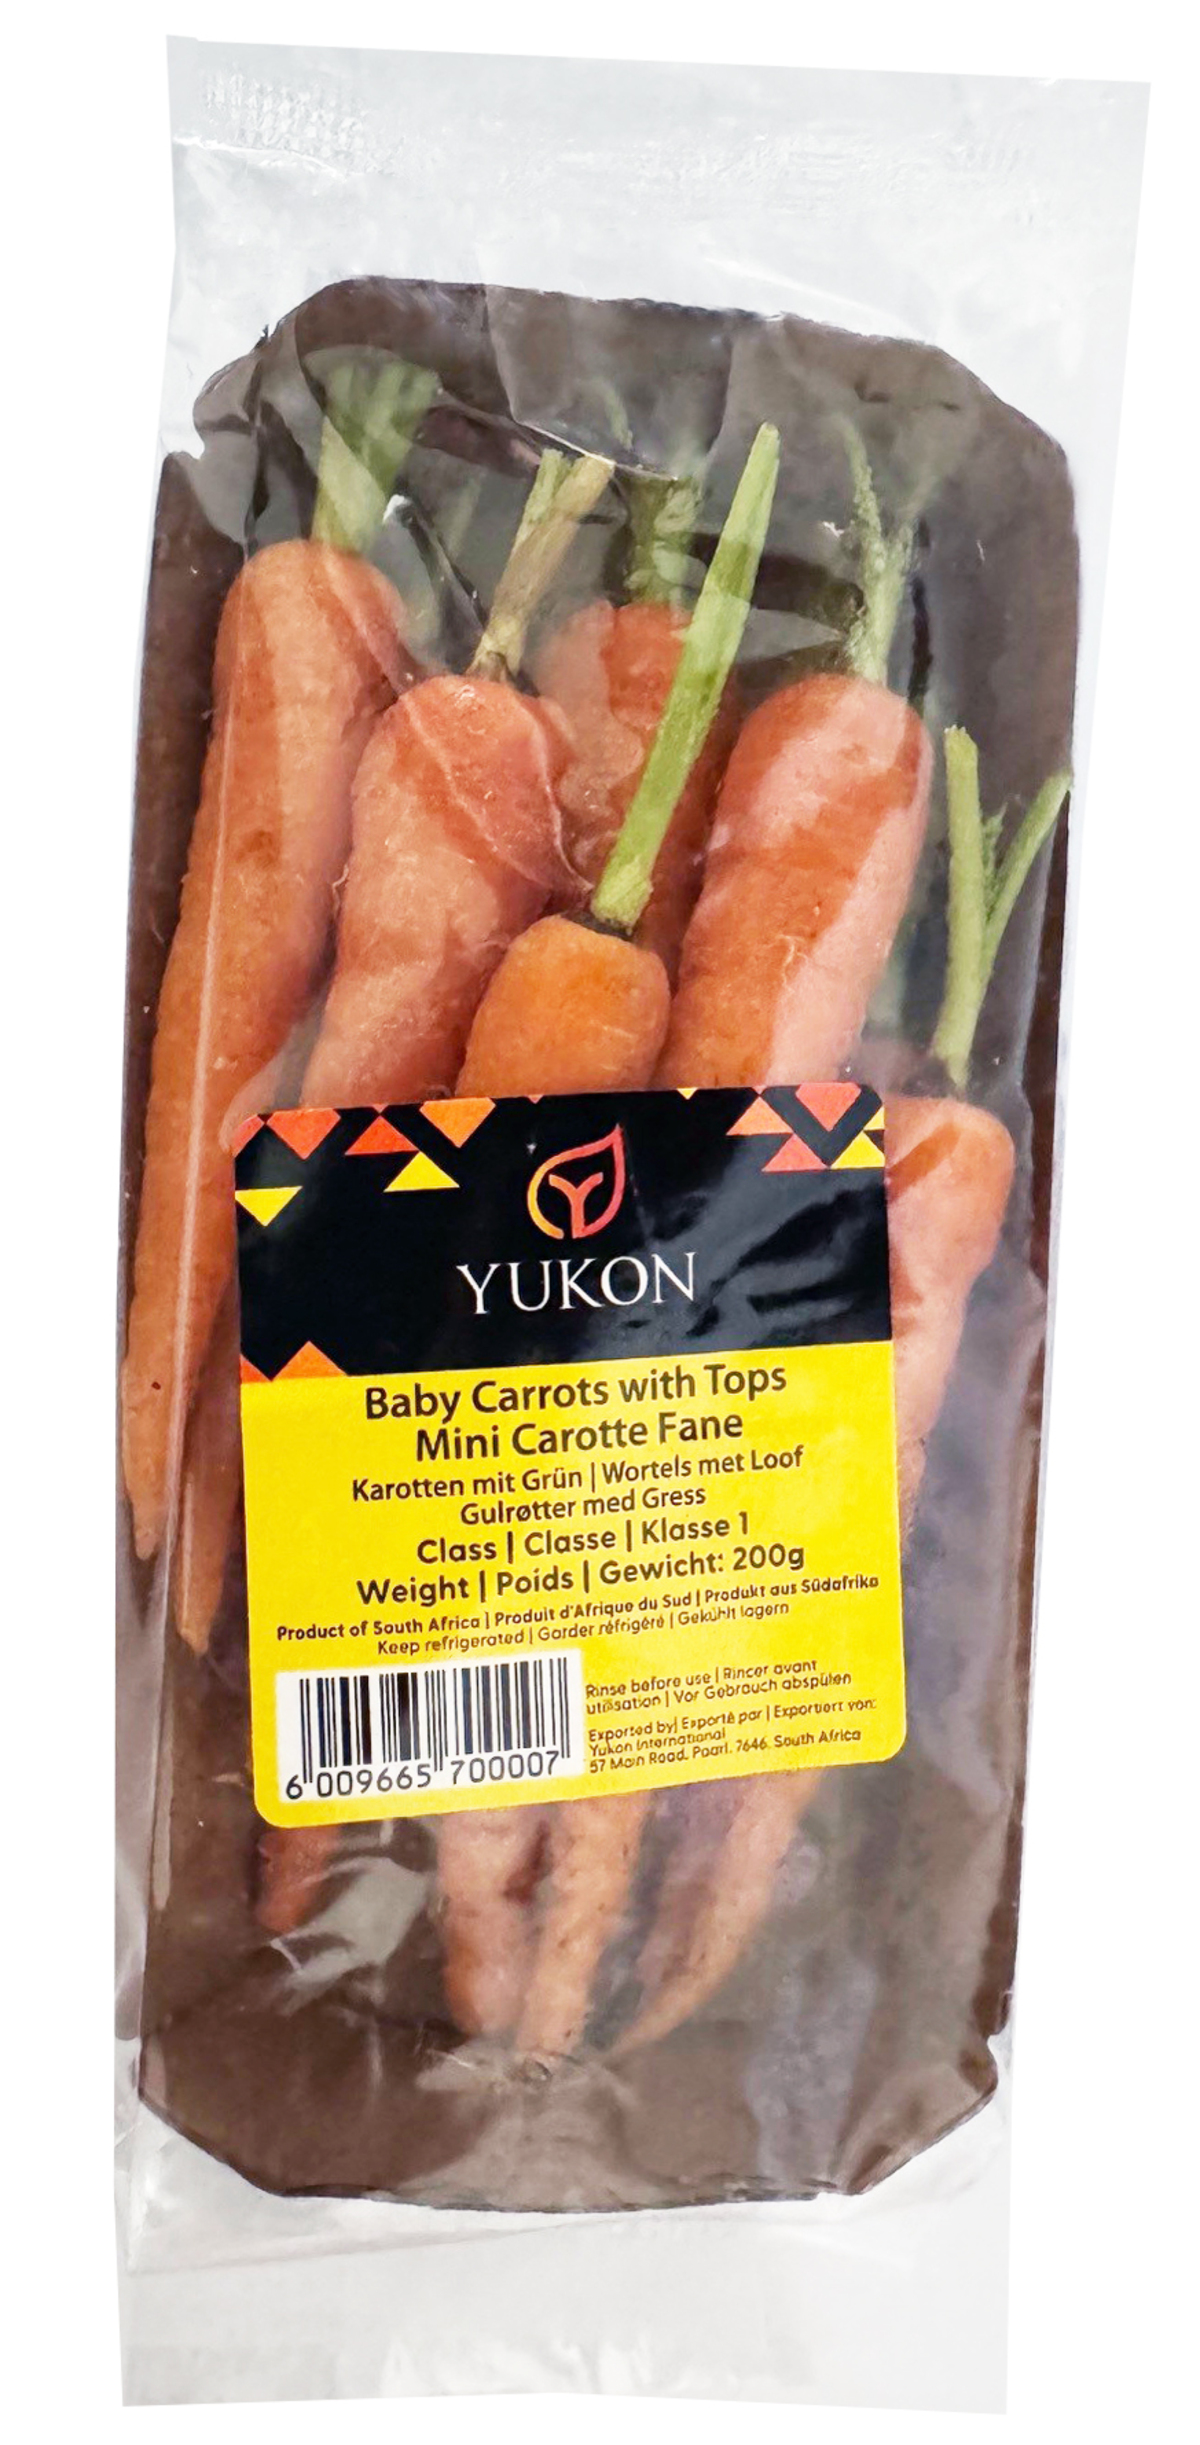 YUKON
Baby Carrots with Tops
Mini Carotte Fane
Karotten mit Grün | Wortels met Loof
Gulrøtter med Gress
Class | Classe | Klasse 1
Weight | Poids | Gewicht: 200g
Product of South Africa | Produit d'Afrique du Sud | Produkt aus Südafrika
Keep refrigerated | Garder réfrigéré | Gekühlt lagern
Rinse before use | Rincer avant
utilisation | Vor Gebrauch abspülen
Exported by| Exporté par | Exportiert von:
Yukon International
57 Main Road, Paarl, 7646, South Africa
6 009665 700007